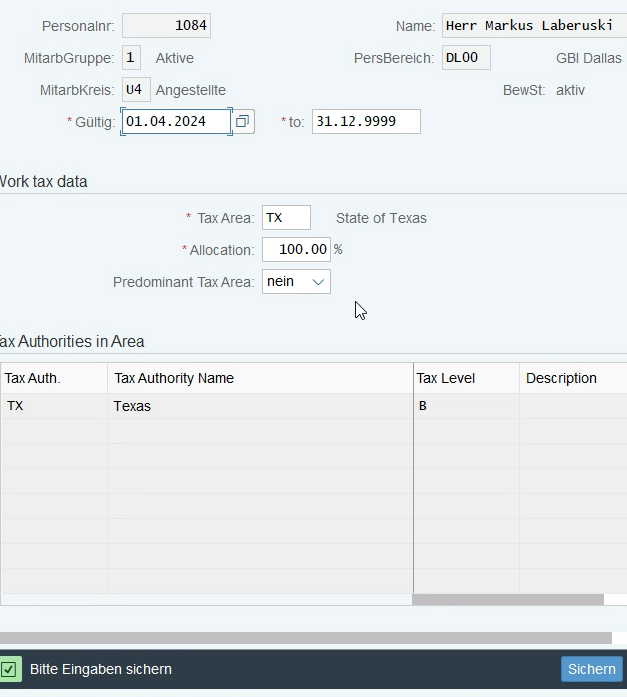 Personalnr: 1084 Name: Herr Markus Laberuski
MitarbGruppe: 1 Aktive PersBereich: DL00 GBI Dallas
MitarbKreis: U4 Angestellte BewSt: aktiv
* Gültig: 01.04.2024 * to: 31.12.9999
Work tax data
* Tax Area: TX State of Texas
* Allocation: 100.00 %
Predominant Tax Area: nein
Tax Authorities in Area
Tax Auth. Tax Authority Name Tax Level Description
TX Texas B
Bitte Eingaben sichern Sichern